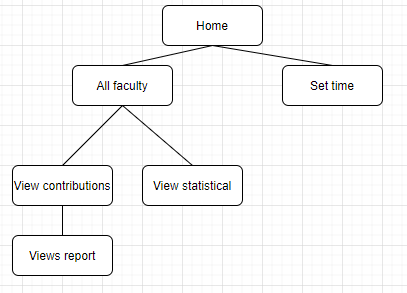 Home
All faculty
Set time
View contributions
View statistical
Views report